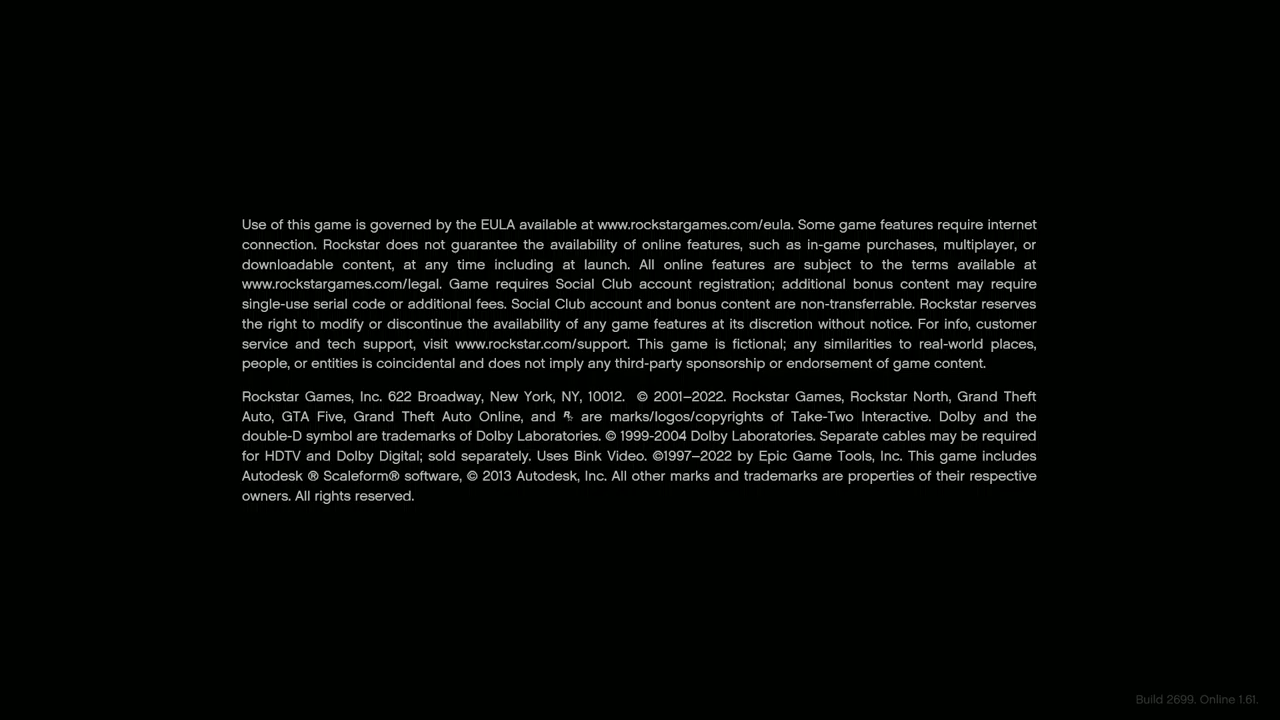 Use of this game is governed by the EULA available at www.rockstargames.com/eula. Some game features require internet
connection. Rockstar does not guarantee the availability of online features, such as in-game purchases, multiplayer, or
downloadable content, at any time including at launch. All online features are subject to the terms available at
www.rockstargames.com/legal. Game requires Social Club account registration; additional bonus content may require
single-use serial code or additional fees. Social Club account and bonus content are non-transferrable. Rockstar reserves
the right to modify or discontinue the availability of any game features at its discretion without notice. For info, customer
service and tech support, visit www.rockstar.com/support. This game is fictional; any similarities to real-world places,
people, or entities is coincidental and does not imply any third-party sponsorship or endorsement of game content.
Rockstar Games, Inc. 622 Broadway, New York, NY, 10012. © 2001–2022. Rockstar Games, Rockstar North, Grand Theft
Auto, GTA Five, Grand Theft Auto Online, and R* are marks/logos/copyrights of Take-Two Interactive. Dolby and the
double-D symbol are trademarks of Dolby Laboratories. © 1999-2004 Dolby Laboratories. Separate cables may be required
for HDTV and Dolby Digital; sold separately. Uses Bink Video. ©1997–2022 by Epic Game Tools, Inc. This game includes
Autodesk ® Scaleform® software, © 2013 Autodesk, Inc. All other marks and trademarks are properties of their respective
owners. All rights reserved.
Build 2699. Online 1.61.